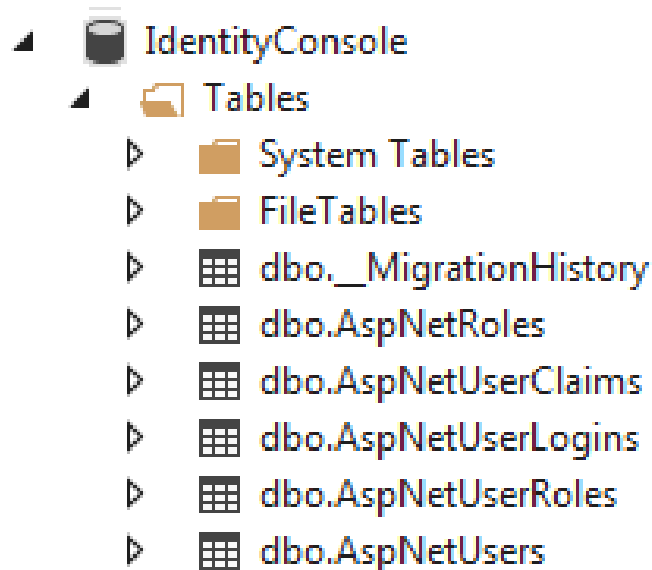 IdentityConsole
Tables
System Tables
FileTables
dbo.__MigrationHistory
dbo.AspNetRoles
dbo.AspNetUserClaims
dbo.AspNetUserLogins
dbo.AspNetUserRoles
dbo.AspNetUsers